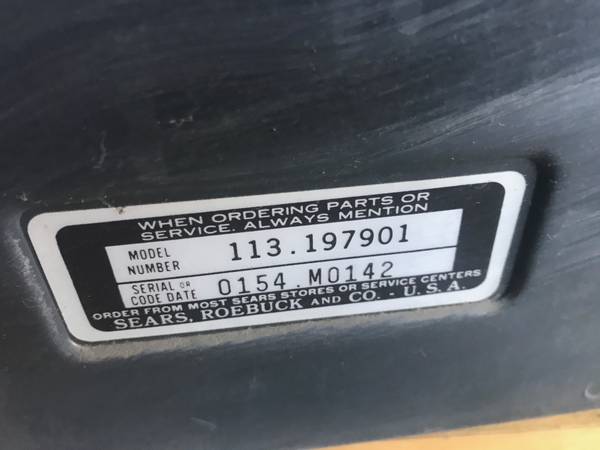 WHEN ORDERING PARTS OR
SERVICE, ALWAYS MENTION
MODEL
NUMBER
113.197901
SERIAL OR
CODE DATE
0154.M0142
ORDER FROM MOST SEARS STORES OR SERVICE CENTERS
SEARS, ROEBUCK AND CO. - U.S.A.